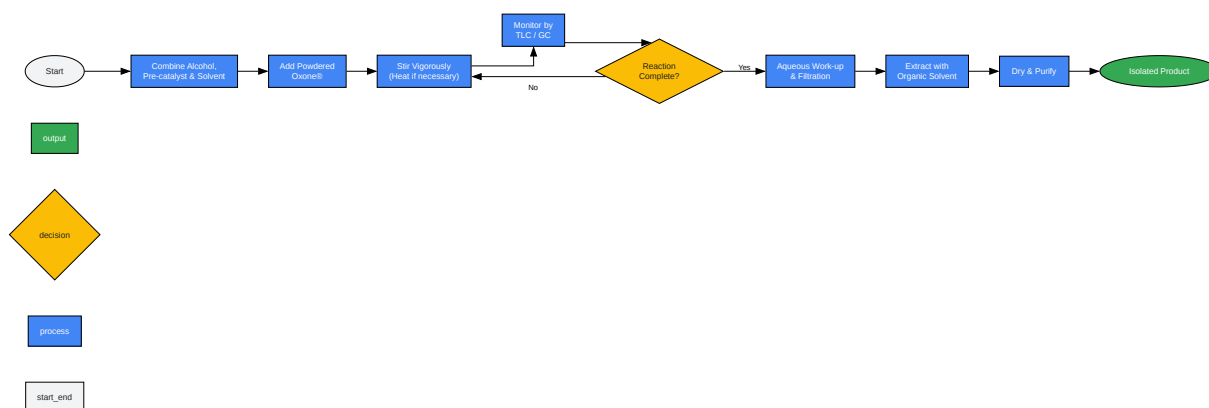 Start
Combine Alcohol,
Pre-catalyst & Solvent
Add Powdered
Oxone®
Stir Vigorously
(Heat if necessary)
Monitor by
TLC / GC
Reaction
Complete?
No
Yes
Aqueous Work-up
& Filtration
Extract with
Organic Solvent
Dry & Purify
Isolated Product
output
decision
process
start_end